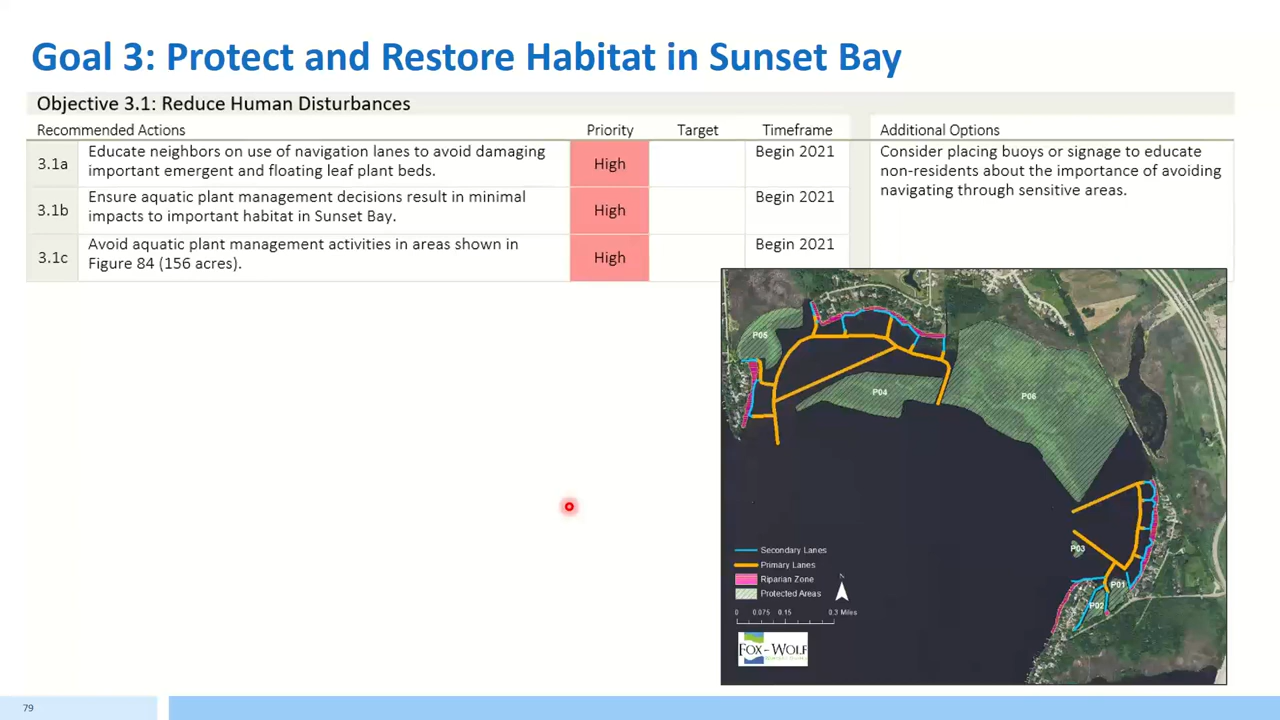 Goal 3: Protect and Restore Habitat in Sunset Bay
Objective 3.1: Reduce Human Disturbances
Recommended Actions Priority Target Timeframe Additional Options
3.1a Educate neighbors on use of navigation lanes to avoid damaging
important emergent and floating leaf plant beds. High Begin 2021
3.1b Ensure aquatic plant management decisions result in minimal
impacts to important habitat in Sunset Bay. High Begin 2021
3.1c Avoid aquatic plant management activities in areas shown in
Figure 84 (156 acres). High Begin 2021
Consider placing buoys or signage to educate
non-residents about the importance of avoiding
navigating through sensitive areas.
P05
P04
P06
P03
P01
P02
Secondary Lanes
Primary Lanes
Riparian Zone
Protected Areas
N
0 0.075 0.15 0.3 Miles
FOX-WOLF
79